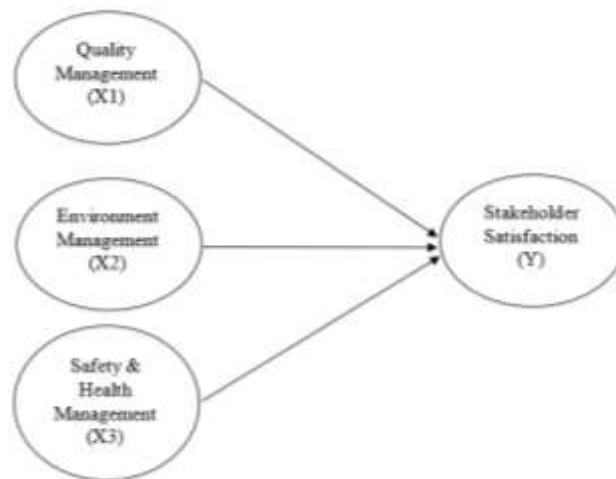 Quality
Management
(X1)
Environment
Management
(X2)
Safety &
Health
Management
(X3)
Stakeholder
Satisfaction
(Y)